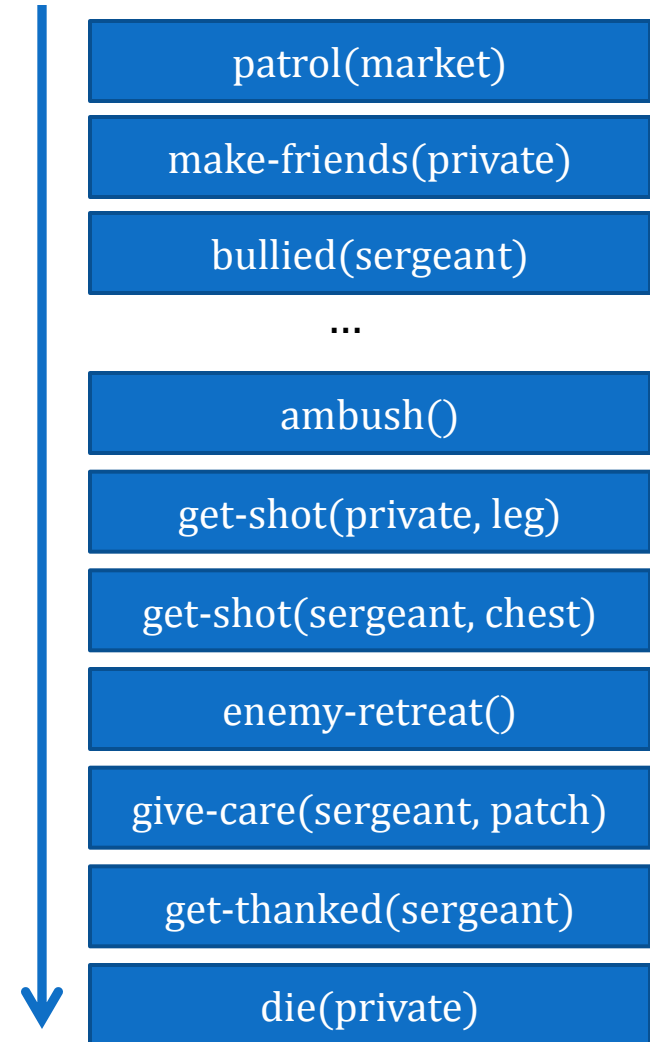 patrol(market)
make-friends(private)
bullied(sergeant)
...
ambush()
get-shot(private, leg)
get-shot(sergeant, chest)
enemy-retreat()
give-care(sergeant, patch)
get-thanked(sergeant)
die(private)